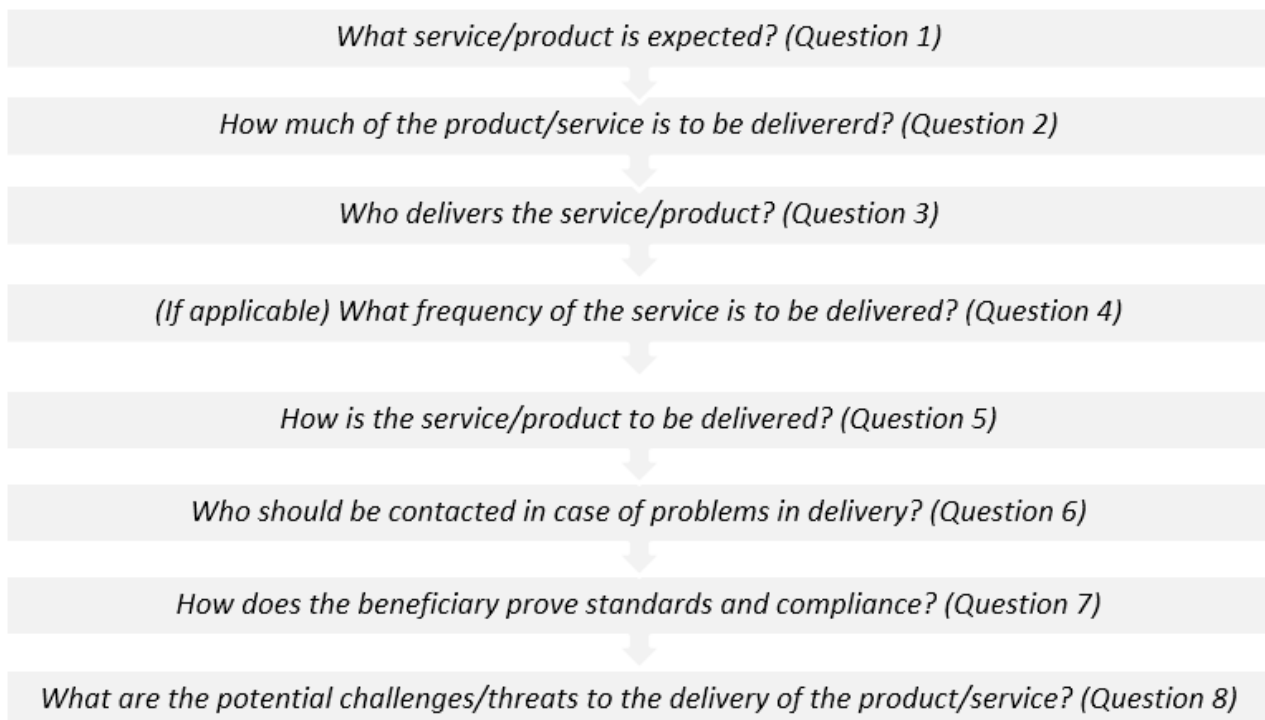 What service/product is expected? (Question 1)
How much of the product/service is to be delivererd? (Question 2)
Who delivers the service/product? (Question 3)
(If applicable) What frequency of the service is to be delivered? (Question 4)
How is the service/product to be delivered? (Question 5)
Who should be contacted in case of problems in delivery? (Question 6)
How does the beneficiary prove standards and compliance? (Question 7)
What are the potential challenges/threats to the delivery of the product/service? (Question 8)